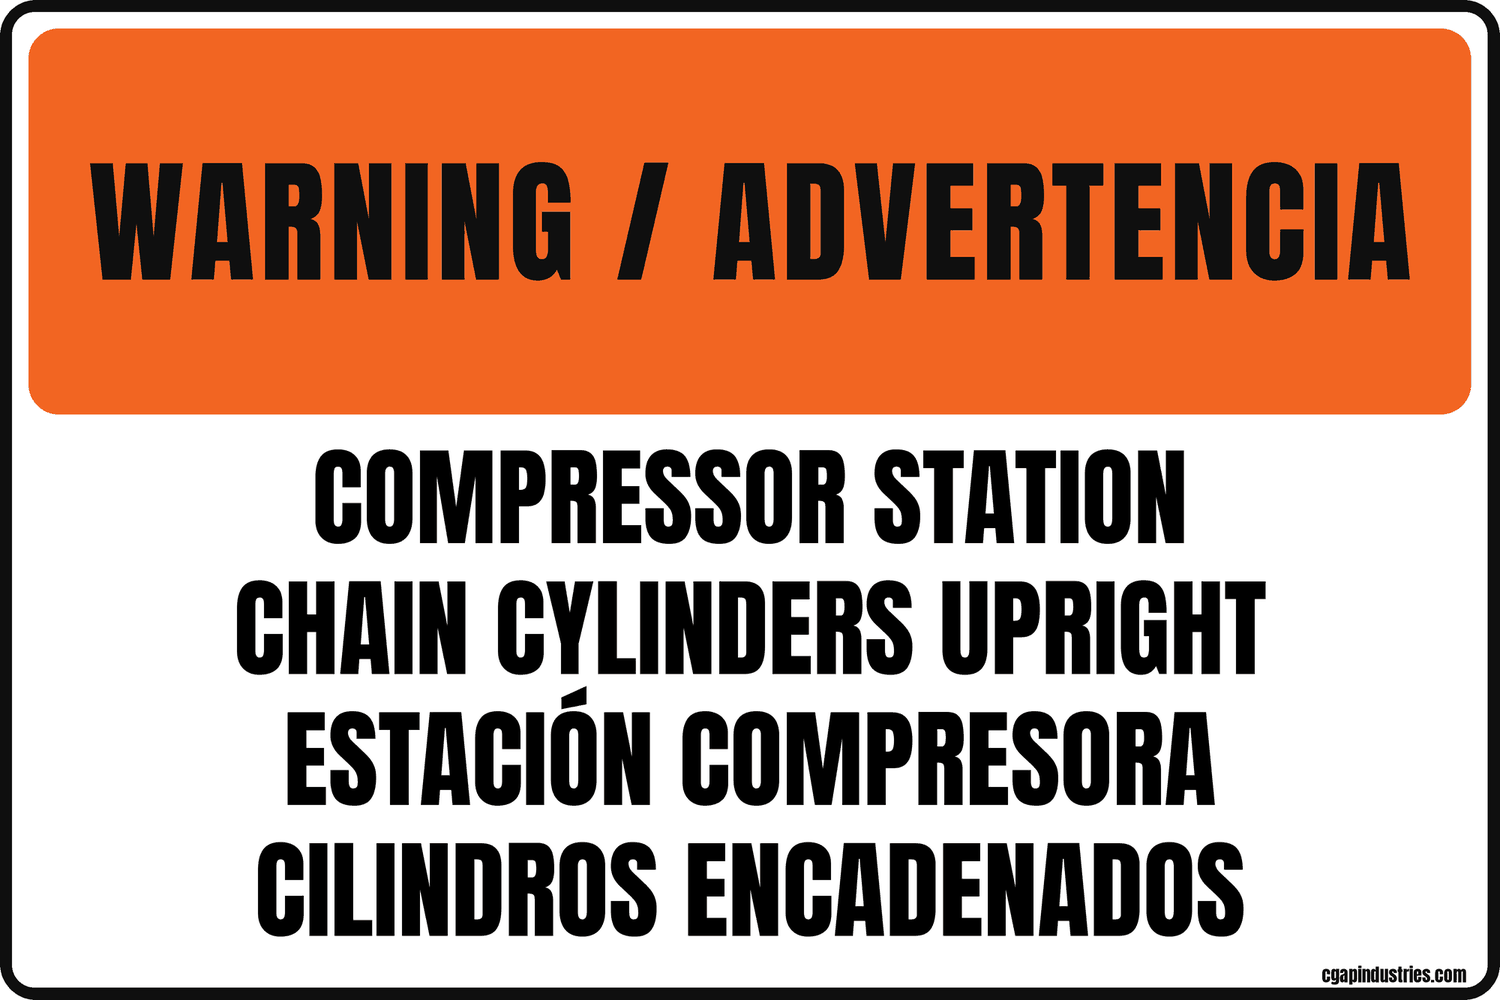 WARNING / ADVERTENCIA
COMPRESSOR STATION
CHAIN CYLINDERS UPRIGHT
ESTACIÓN COMPRESORA
CILINDROS ENCADENADOS
cgapindustries.com